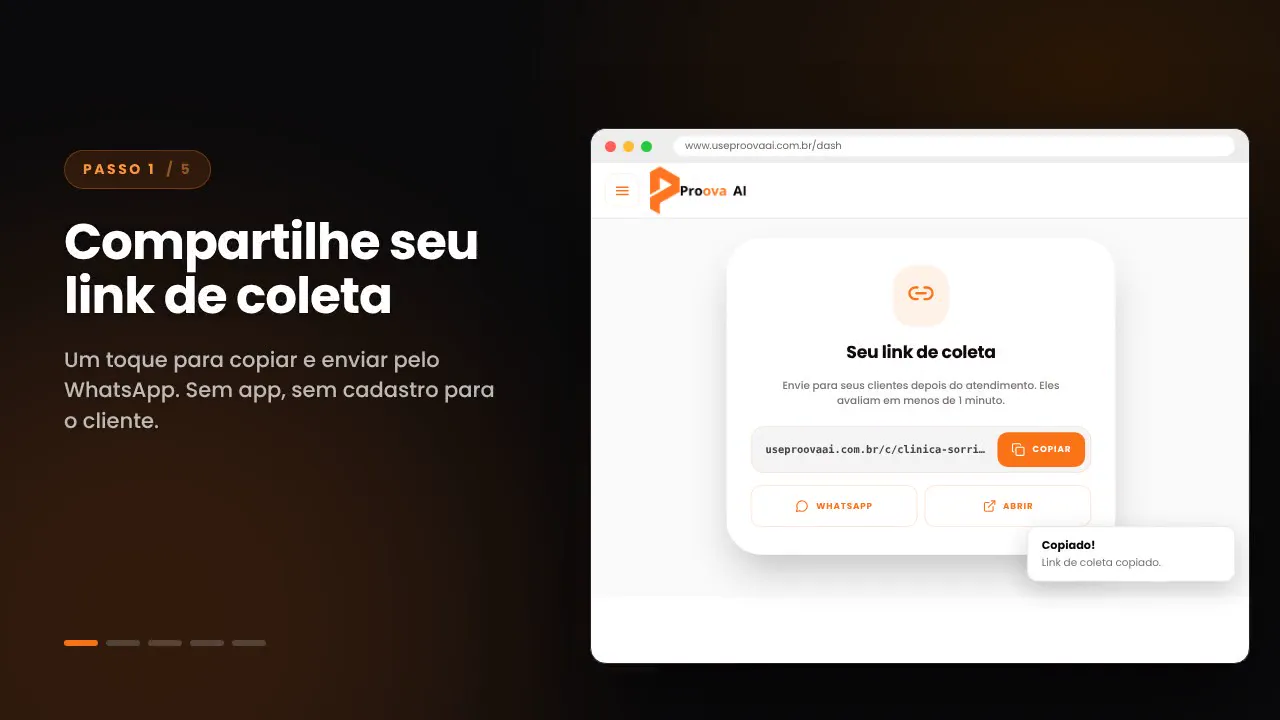 PASSO 1 / 5
Compartilhe seu
link de coleta
Um toque para copiar e enviar pelo
WhatsApp. Sem app, sem cadastro para
o cliente.
www.useproovaai.com.br/dash
Proova AI
Seu link de coleta
Envie para seus clientes depois do atendimento. Eles
avaliam em menos de 1 minuto.
useproovaai.com.br/c/clinica-sorri…
COPIAR
WHATSAPP
ABRIR
Copiado!
Link de coleta copiado.